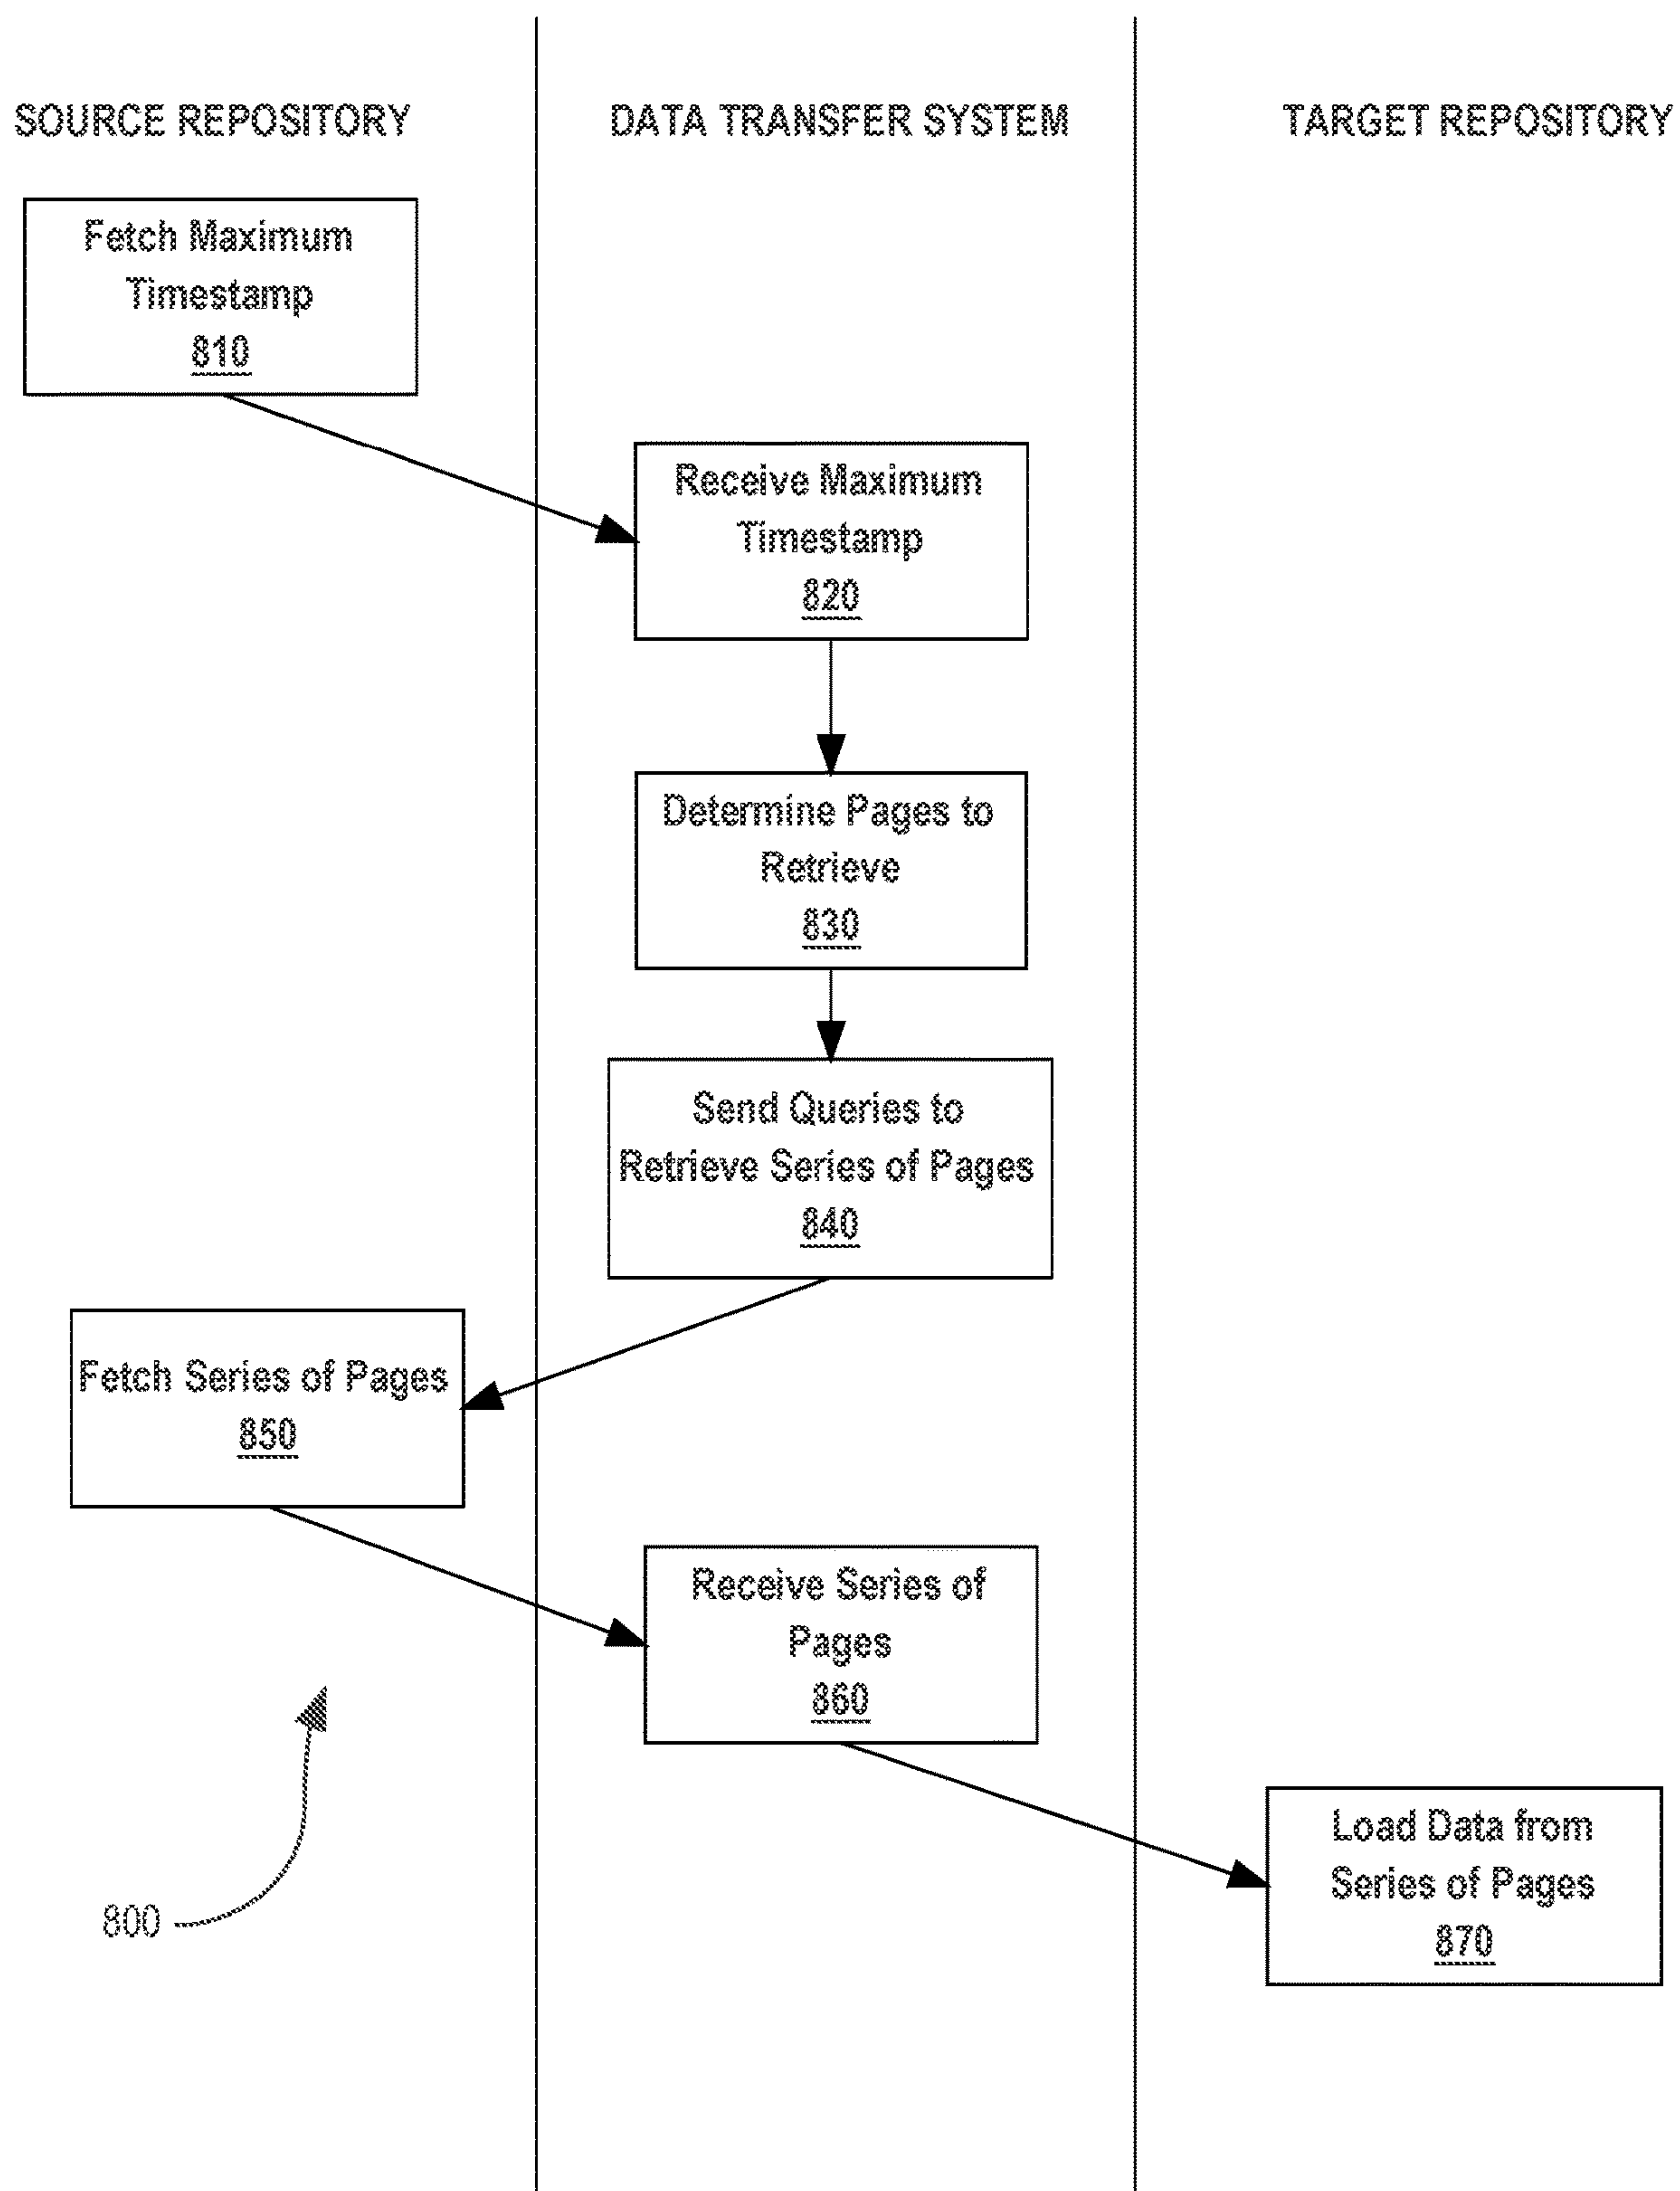 SOURCE REPOSITORY
DATA TRANSFER SYSTEM
TARGET REPOSITORY
Fetch Maximum
Timestamp
810
Receive Maximum
Timestamp
820
Determine Pages to
Retrieve
830
Send Queries to
Retrieve Series of Pages
840
Fetch Series of Pages
850
Receive Series of
Pages
860
Load Data from
Series of Pages
870
800